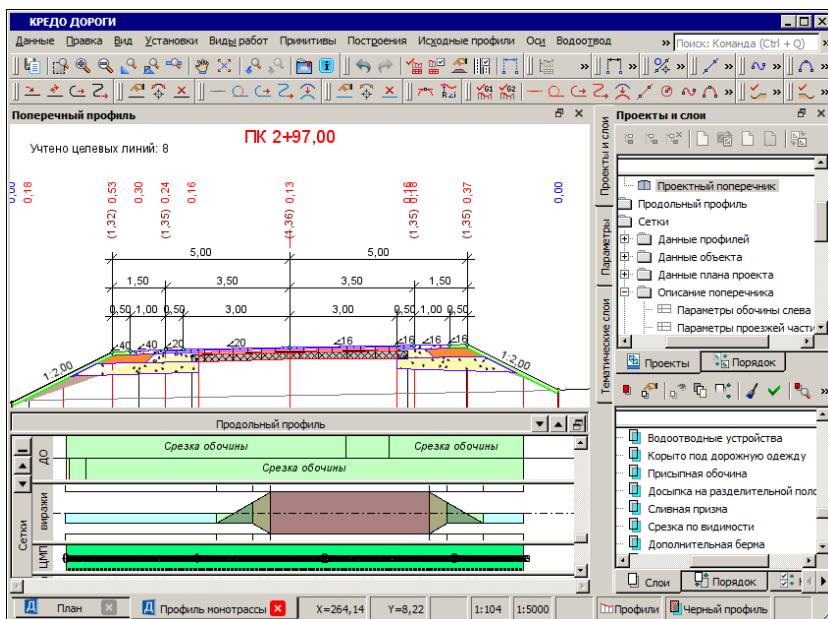 КРЕДО ДОРОГИ
Данные Правка Вид Установки Виды работ Примитивы Построения Исходные профили Оси Водоотвод » Поиск: Команда (Ctrl + Q)
Поперечный профиль
ПК 2+97,00
Учтено целевых линий: 8
0,00 0,18 0,53 0,30 0,24 0,16 0,13 0,18 0,37 0,00
(1,32) (1,35) (1,36) (1,35) (1,35)
5,00 5,00
1,50 3,50 3,50 1,50
0,50 1,00 0,50 3,00 3,00 0,50 1,00 0,50
40 40 20 20 16 16 16 16
1:2,00 1:2,00
Продольный профиль
Сетки
ДО
Срезка обочины Срезка обочины
Срезка обочины
виражи
ЦМП
1 2 3
Проекты и слои
Проекты и слои
Параметры
Тематические слои
Проектный поперечник
Продольный профиль
Сетки
Данные профилей
Данные объекта
Данные плана проекта
Описание поперечника
Параметры обочины слева
Параметры проезжей части
Проекты Порядок
Водоотводные устройства
Корыто под дорожную одежду
Присыпная обочина
Досыпка на разделительной поло
Сливная призма
Срезка по видимости
Дополнительная берма
Слои Порядок
План Профиль монотрассы X=264,14 Y=8,22 1:104 1:5000 Профили Черный профиль